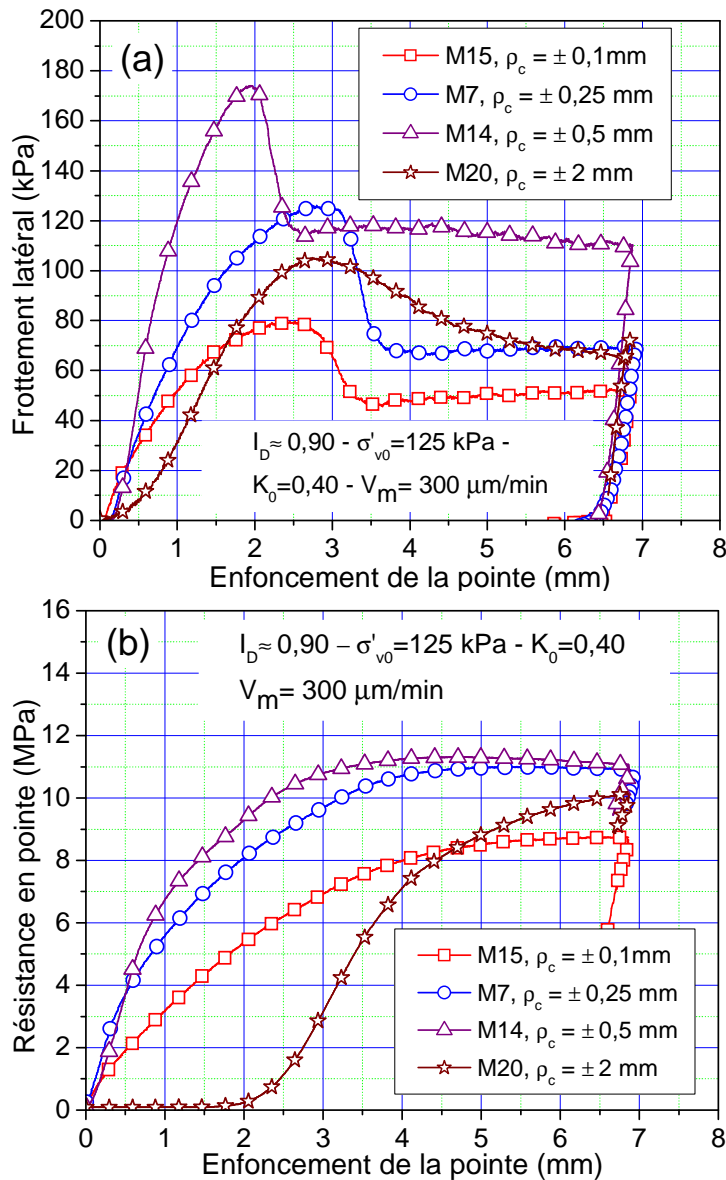 (a)
M15, ρc = ± 0,1mm
M7, ρc = ± 0,25 mm
M14, ρc = ± 0,5 mm
M20, ρc = ± 2 mm
200
180
160
140
120
100
80
60
40
20
0
Frottement latéral (kPa)
ID≈ 0,90 - σ'v0=125 kPa -
K0=0,40 - Vm= 300 μm/min
0 1 2 3 4 5 6 7 8
Enfoncement de la pointe (mm)
(b)
ID≈ 0,90 – σ'v0=125 kPa - K0=0,40
Vm= 300 μm/min
16
14
12
10
8
6
4
2
0
Résistance en pointe (MPa)
M15, ρc = ± 0,1mm
M7, ρc = ± 0,25 mm
M14, ρc = ± 0,5 mm
M20, ρc = ± 2 mm
0 1 2 3 4 5 6 7 8
Enfoncement de la pointe (mm)